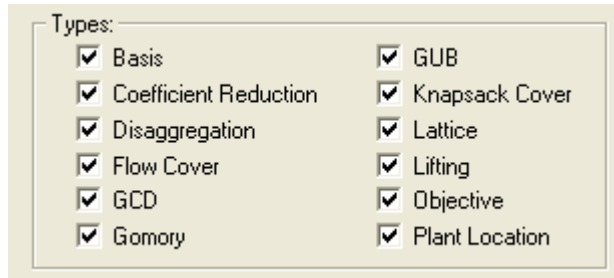 Types:
Basis
Coefficient Reduction
Disaggregation
Flow Cover
GCD
Gomory
GUB
Knapsack Cover
Lattice
Lifting
Objective
Plant Location